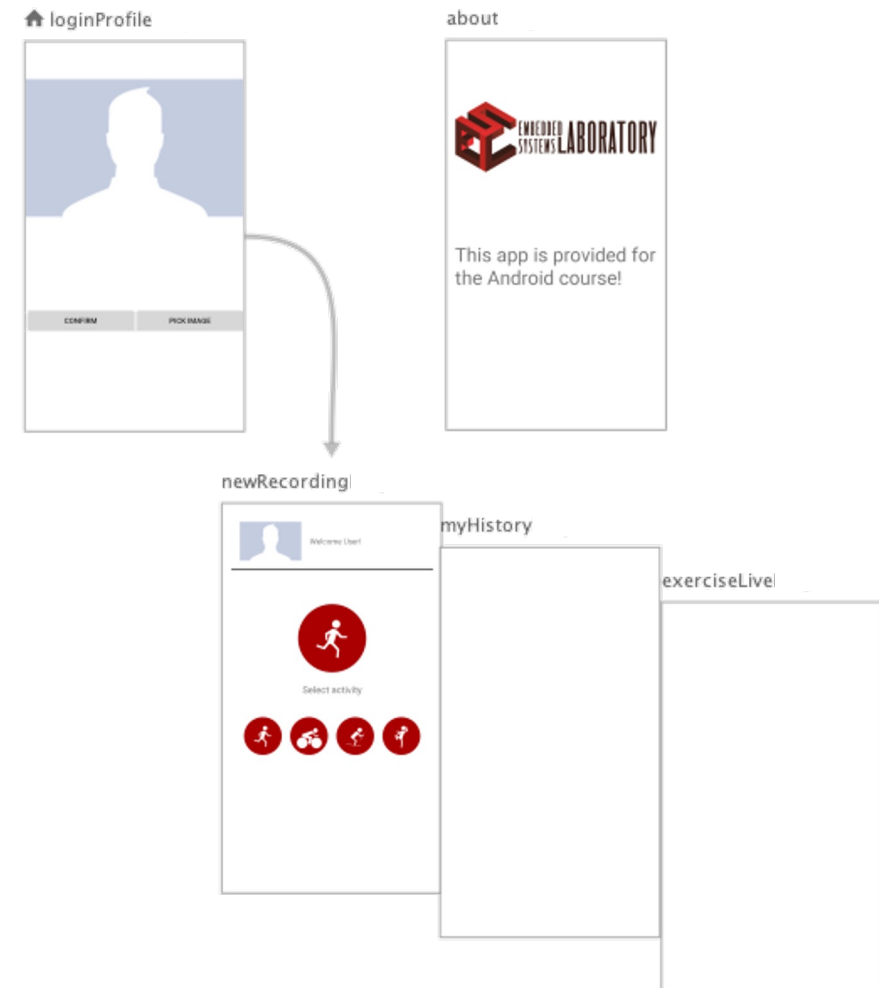 loginProfile
about
EMBEDDED
SYSTEMS LABORATORY
This app is provided for
the Android course!
CONFIRM
PICK IMAGE
newRecording
Welcome User!
myHistory
exerciseLive
Select activity